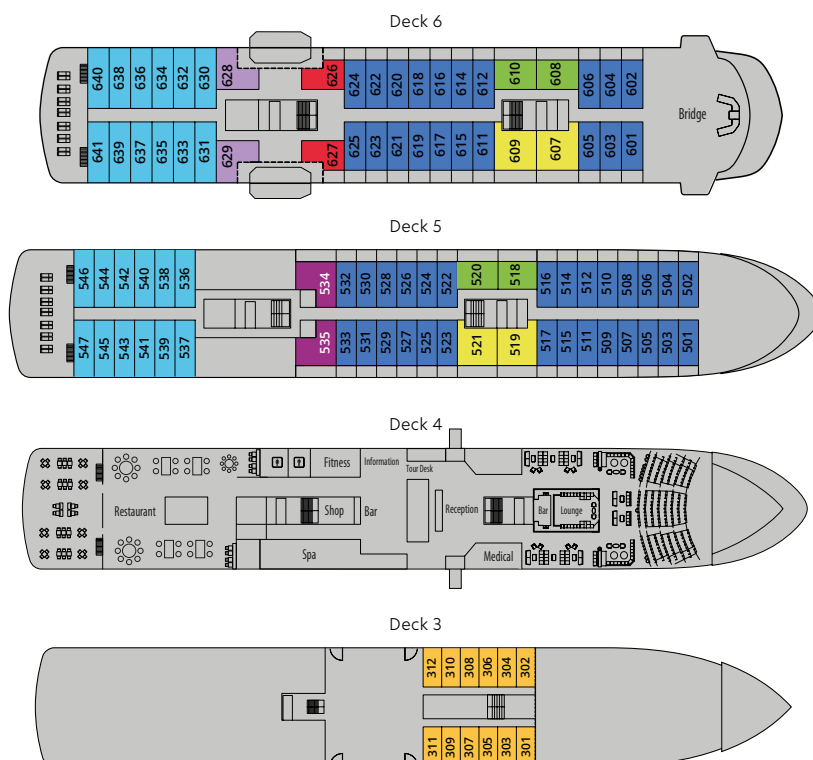 Deck 6
640 638 636 634 632 630 628 626 624 622 620 618 616 614 612 610 608 606 604 602
Bridge
641 639 637 635 633 631 629 627 625 623 621 619 617 615 611 609 607 605 603 601
Deck 5
546 544 542 540 538 536 534 532 530 528 526 524 522 520 518 516 514 512 510 508 506 504 502
547 545 543 541 539 537 535 533 531 529 527 525 523 521 519 517 515 511 509 507 505 503 501
Deck 4
Fitness Information Tour Desk
Restaurant Shop Bar Reception Bar Lounge
Spa Medical
Deck 3
312 310 308 306 304 302
311 309 307 305 303 301